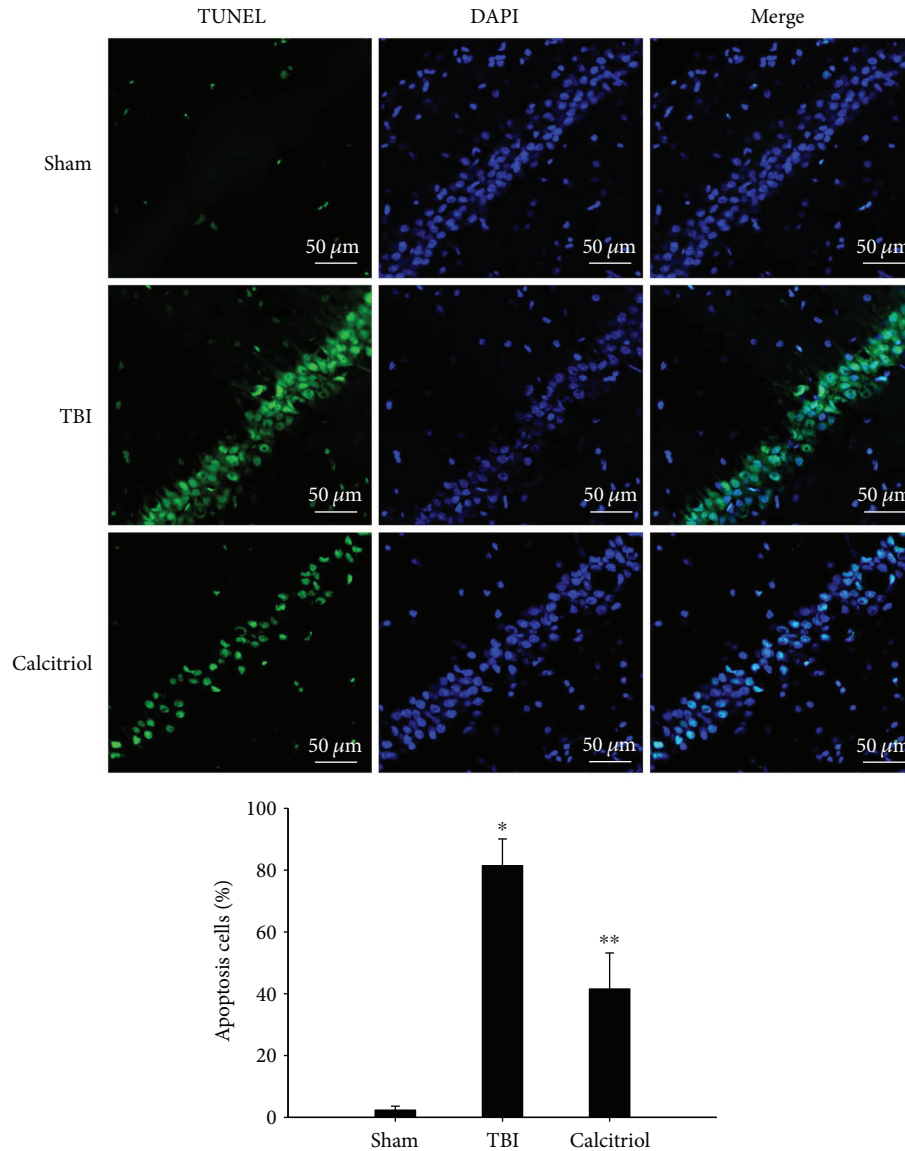 TUNEL DAPI Merge
Sham
50 μm 50 μm 50 μm
TBI
50 μm 50 μm 50 μm
Calcitriol
50 μm 50 μm 50 μm
100
*
80
Apoptosis cells (%)
60
**
40
20
0
Sham TBI Calcitriol